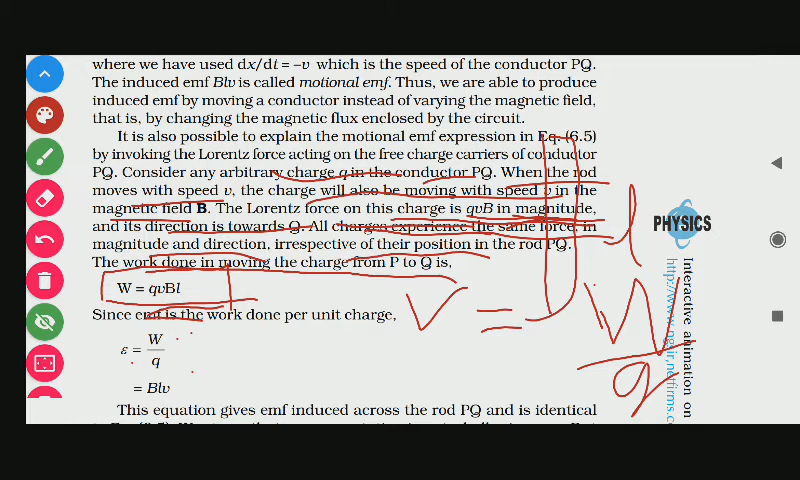 where we have used dx/dt = –v which is the speed of the conductor PQ.
The induced emf Blv is called motional emf. Thus, we are able to produce
induced emf by moving a conductor instead of varying the magnetic field,
that is, by changing the magnetic flux enclosed by the circuit.
It is also possible to explain the motional emf expression in Eq. (6.5)
by invoking the Lorentz force acting on the free charge carriers of conductor
PQ. Consider any arbitrary charge q in the conductor PQ. When the rod
moves with speed v, the charge will also be moving with speed v in the
magnetic field B. The Lorentz force on this charge is qvB in magnitude,
and its direction is towards Q. All charges experience the same force, in
magnitude and direction, irrespective of their position in the rod PQ.
The work done in moving the charge from P to Q is,
W = qvBl
Since emf is the work done per unit charge,
ε = W/q
= Blv
This equation gives emf induced across the rod PQ and is identical
PHYSICS
Interactive animation on
V = W/q